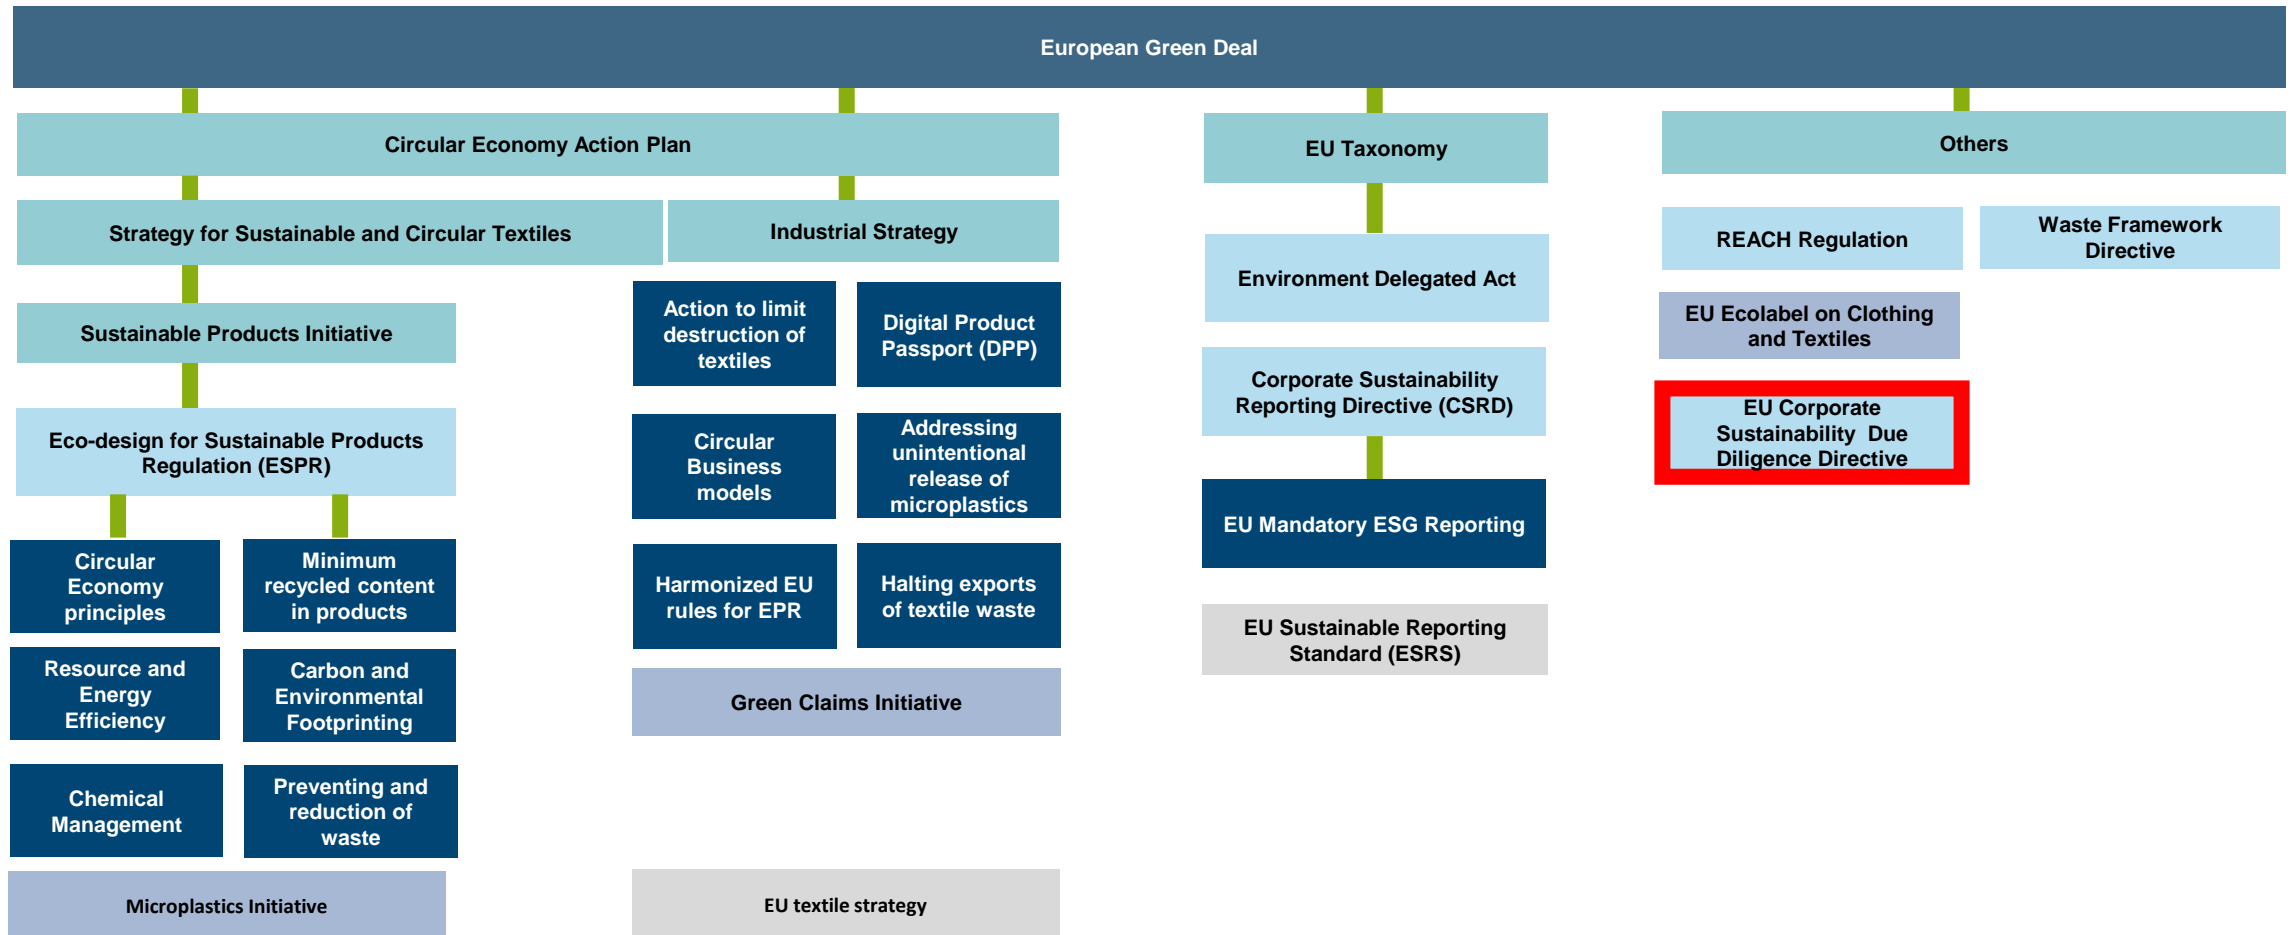 European Green Deal
Circular Economy Action Plan
EU Taxonomy
Others
Strategy for Sustainable and Circular Textiles
Industrial Strategy
Sustainable Products Initiative
Eco-design for Sustainable Products
Regulation (ESPR)
Circular
Economy
principles
Minimum
recycled content
in products
Resource and
Energy
Efficiency
Carbon and
Environmental
Footprinting
Chemical
Management
Preventing and
reduction of
waste
Microplastics Initiative
Action to limit
destruction of
textiles
Digital Product
Passport (DPP)
Circular
Business
models
Addressing
unintentional
release of
microplastics
Harmonized EU
rules for EPR
Halting exports
of textile waste
Green Claims Initiative
EU textile strategy
Environment Delegated Act
Corporate Sustainability
Reporting Directive (CSRD)
EU Mandatory ESG Reporting
EU Sustainable Reporting
Standard (ESRS)
REACH Regulation
Waste Framework
Directive
EU Ecolabel on Clothing
and Textiles
EU Corporate
Sustainability  Due
Diligence Directive